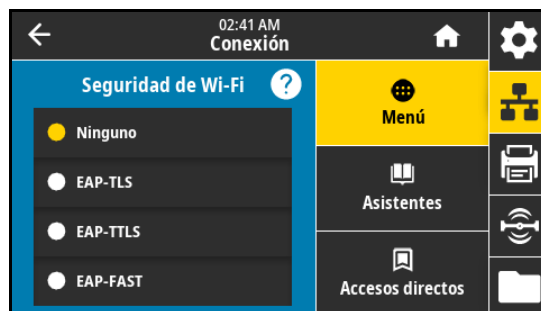 02:41 AM
Conexión
Seguridad de Wi-Fi
?
Ninguno
EAP-TLS
EAP-TTLS
EAP-FAST
Menú
Asistentes
Accesos directos